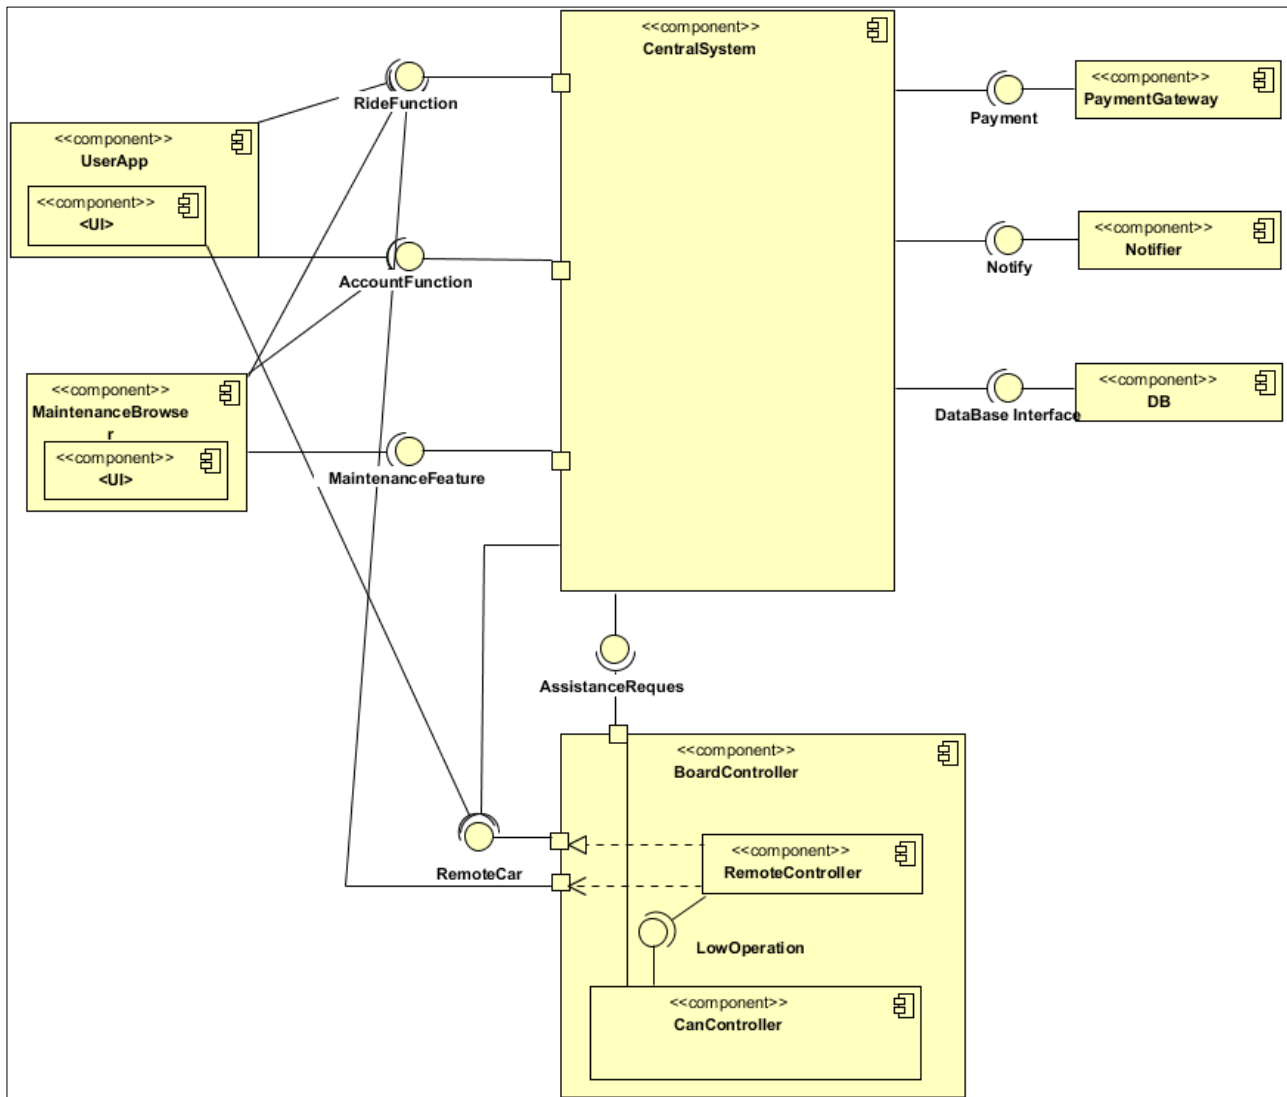 <<component>>
CentralSystem
RideFunction
<<component>>
PaymentGateway
Payment
<<component>>
UserApp
<<component>>
<UI>
AccountFunction
<<component>>
Notifier
Notify
<<component>>
MaintenanceBrowse
r
<<component>>
<UI>
MaintenanceFeature
<<component>>
DB
DataBase Interface
AssistanceReques
<<component>>
BoardController
RemoteCar
<<component>>
RemoteController
LowOperation
<<component>>
CanController